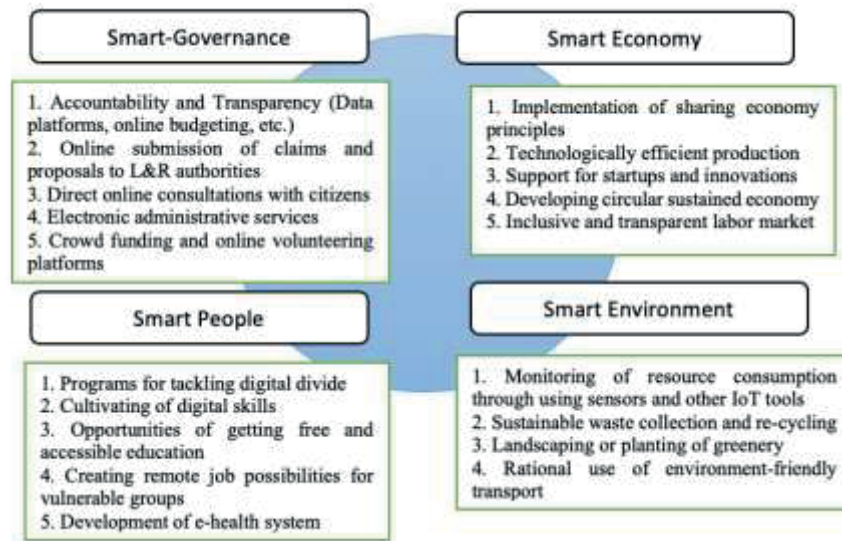 Smart-Governance
1. Accountability and Transparency (Data
platforms, online budgeting, etc.)
2. Online submission of claims and
proposals to L&R authorities
3. Direct online consultations with citizens
4. Electronic administrative services
5. Crowd funding and online volunteering
platforms
Smart Economy
1. Implementation of sharing economy
principles
2. Technologically efficient production
3. Support for startups and innovations
4. Developing circular sustained economy
5. Inclusive and transparent labor market
Smart People
1. Programs for tackling digital divide
2. Cultivating of digital skills
3. Opportunities of getting free and
accessible education
4. Creating remote job possibilities for
vulnerable groups
5. Development of e-health system
Smart Environment
1. Monitoring of resource consumption
through using sensors and other IoT tools
2. Sustainable waste collection and re-cycling
3. Landscaping or planting of greenery
4. Rational use of environment-friendly
transport